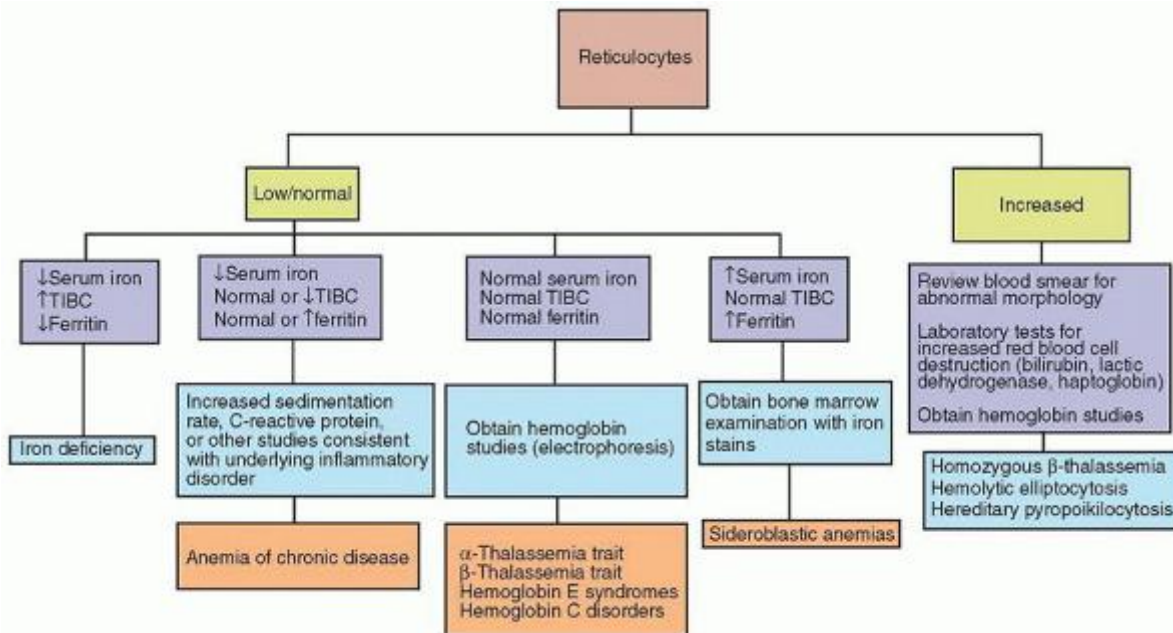 Reticulocytes
Low/normal
Increased
↓Serum iron
↑TIBC
↓Ferritin
↓Serum iron
Normal or ↓TIBC
Normal or ↑ferritin
Normal serum iron
Normal TIBC
Normal ferritin
↑Serum iron
Normal TIBC
↑Ferritin
Review blood smear for
abnormal morphology
Laboratory tests for
increased red blood cell
destruction (bilirubin, lactic
dehydrogenase, haptoglobin)
Obtain hemoglobin studies
Iron deficiency
Increased sedimentation
rate, C-reactive protein,
or other studies consistent
with underlying inflammatory
disorder
Obtain hemoglobin
studies (electrophoresis)
Obtain bone marrow
examination with iron
stains
Homozygous β-thalassemia
Hemolytic elliptocytosis
Hereditary pyropoikilocytosis
Anemia of chronic disease
α-Thalassemia trait
β-Thalassemia trait
Hemoglobin E syndromes
Hemoglobin C disorders
Sideroblastic anemias